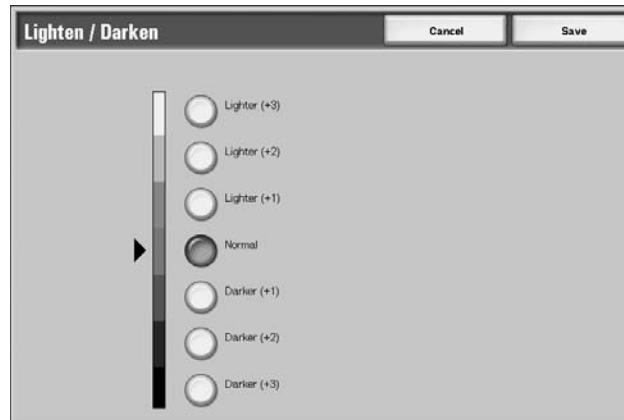 Lighten / Darken Cancel Save
Lighter (+3)
Lighter (+2)
Lighter (+1)
Normal
Darker (+1)
Darker (+2)
Darker (+3)